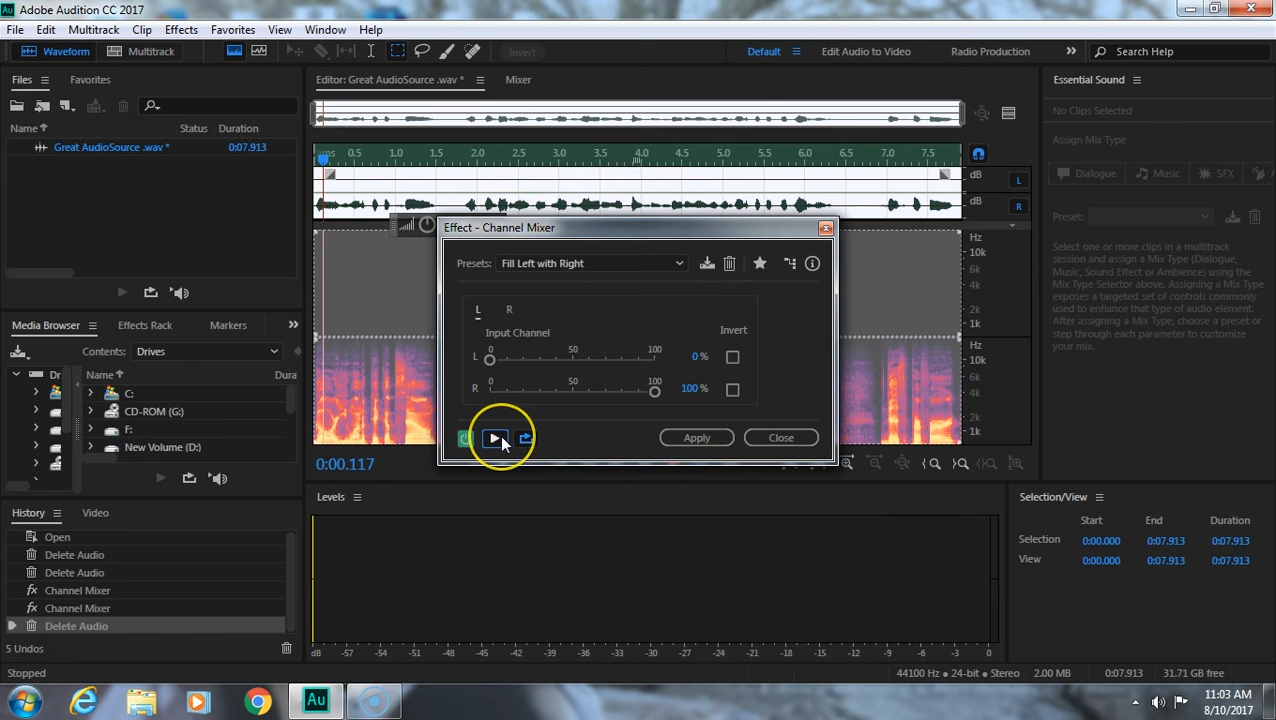 Au Adobe Audition CC 2017
File Edit Multitrack Clip Effects Favorites View Window Help
Waveform Multitrack Invert Default Edit Audio to Video Radio Production Search Help
Files Favorites
Name Status Duration
Great AudioSource .wav * 0:07.913
Editor: Great AudioSource .wav * Mixer
0.5 1.0 1.5 2.0 2.5 3.0 3.5 4.0 4.5 5.0 5.5 6.0 6.5 7.0 7.5
dB
L
dB
R
Hz
10k
6k
4k
2k
1k
Hz
10k
6k
4k
2k
1k
Essential Sound
No Clips Selected
Assign Mix Type
Dialogue Music SFX
Preset:
Select one or more clips in a multitrack
session and assign a Mix Type (Dialogue,
Music, Sound Effect or Ambience) using the
Mix Type Selector above. Assigning a Mix Type
exposes a targeted set of controls commonly
used to enhance that type of audio element.
After assigning a Mix Type, choose a preset or
step through each parameter to customize
your mix.
Effect - Channel Mixer
Presets: Fill Left with Right
L R
Input Channel Invert
0 50 100
L 0 %
0 50 100
R 100 %
Apply Close
Media Browser Effects Rack Markers
Contents: Drives
Dr Name Dura
C:
CD-ROM (G:)
F:
New Volume (D:)
0:00.117
History Video
Open
Delete Audio
Delete Audio
Channel Mixer
Channel Mixer
Delete Audio
5 Undos
Levels
dB -57 -54 -51 -48 -45 -42 -39 -36 -33 -30 -27 -24 -21 -18 -15 -12 -9 -6 -3 0
Selection/View
Start End Duration
Selection 0:00.000 0:07.913 0:07.913
View 0:00.000 0:07.913 0:07.913
Stopped
44100 Hz • 24-bit • Stereo 2.00 MB 0:07.913 31.71 GB free
Au
11:03 AM
8/10/2017